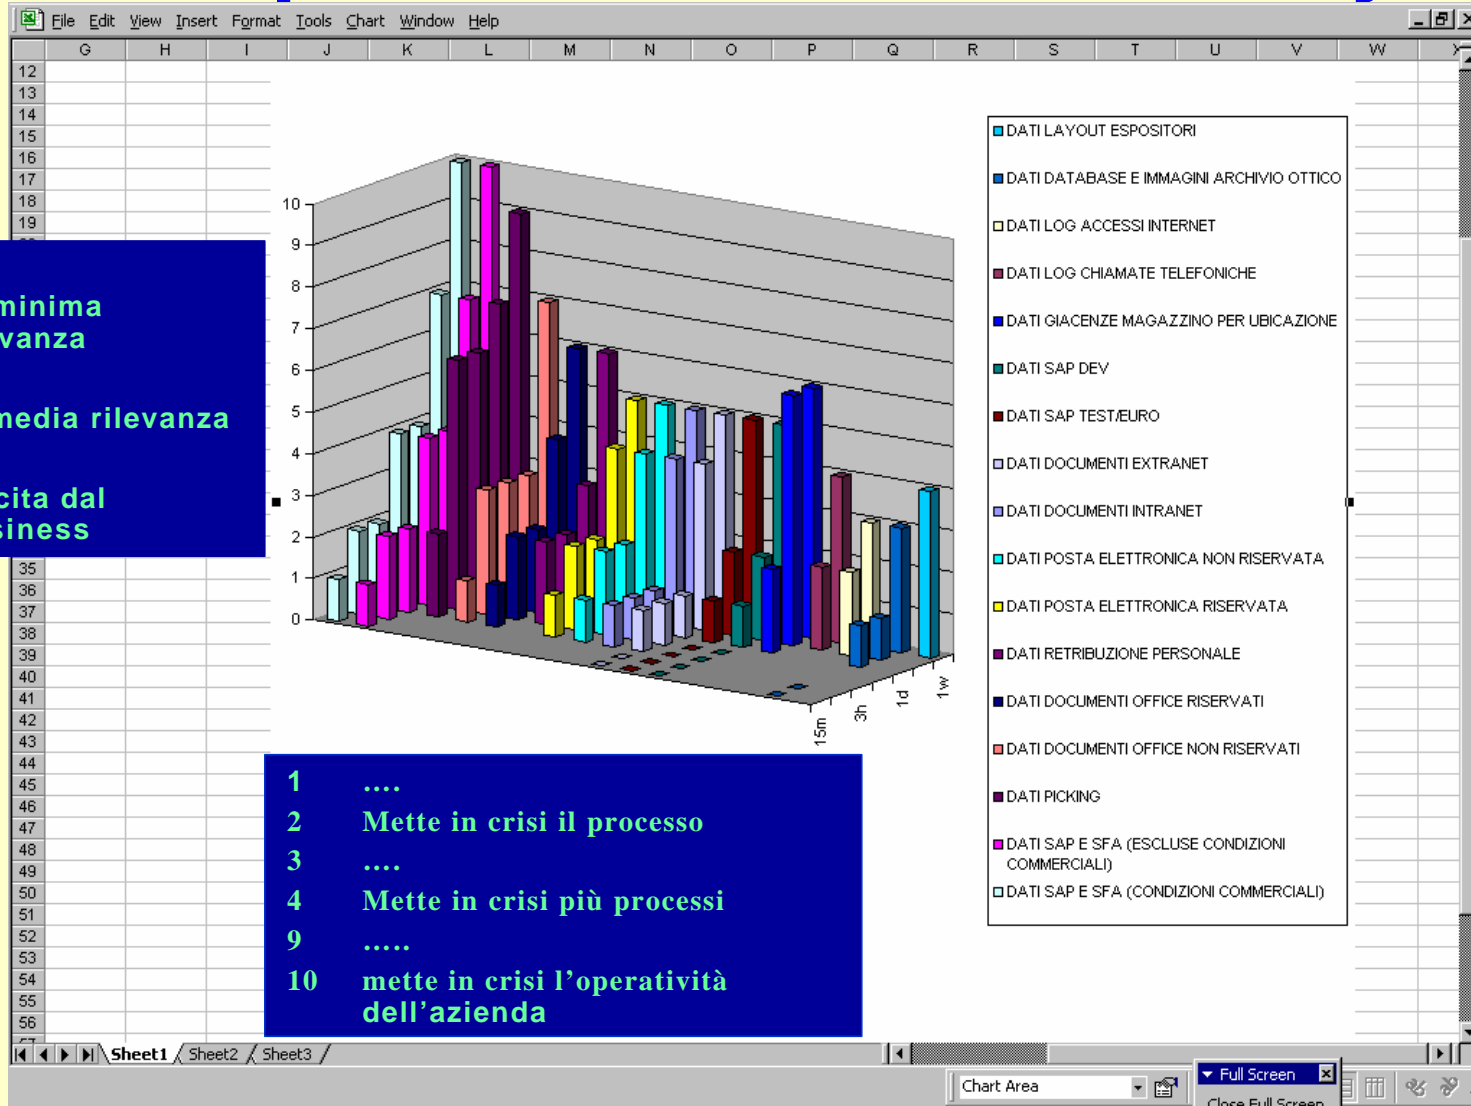 File Edit View Insert Format Tools Chart Window Help
G H I J K L M N O P Q R S T U V W X
12
13
14
15
16
17
18
19
minima
vanza
media rilevanza
cita dal
siness
35
36
37
38
39
40
41
42
43
44
45
46
47
48
49
50
51
52
53
54
55
56
57
10
9
8
7
6
5
4
3
2
1
0
15m
3h
1d
1w
DATI LAYOUT ESPOSITORI
DATI DATABASE E IMMAGINI ARCHIVIO OTTICO
DATI LOG ACCESSI INTERNET
DATI LOG CHIAMATE TELEFONICHE
DATI GIACENZE MAGAZZINO PER UBICAZIONE
DATI SAP DEV
DATI SAP TEST/EURO
DATI DOCUMENTI EXTRANET
DATI DOCUMENTI INTRANET
DATI POSTA ELETTRONICA NON RISERVATA
DATI POSTA ELETTRONICA RISERVATA
DATI RETRIBUZIONE PERSONALE
DATI DOCUMENTI OFFICE RISERVATI
DATI DOCUMENTI OFFICE NON RISERVATI
DATI PICKING
DATI SAP E SFA (ESCLUSE CONDIZIONI
COMMERCIALI)
DATI SAP E SFA (CONDIZIONI COMMERCIALI)
1 ....
2 Mette in crisi il processo
3 ....
4 Mette in crisi più processi
9 .....
10 mette in crisi l’operatività
dell’azienda
Sheet1 Sheet2 Sheet3
Chart Area
Full Screen
Close Full Screen